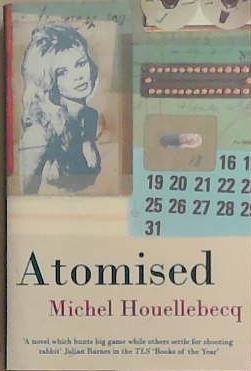 16 1
19 20 21 22 2
25 26 27 28 29
31
Atomised
Michel Houellebecq
'A novel which hunts big game while others settle for shooting
rabbit' Julian Barnes in the TLS 'Books of the Year'